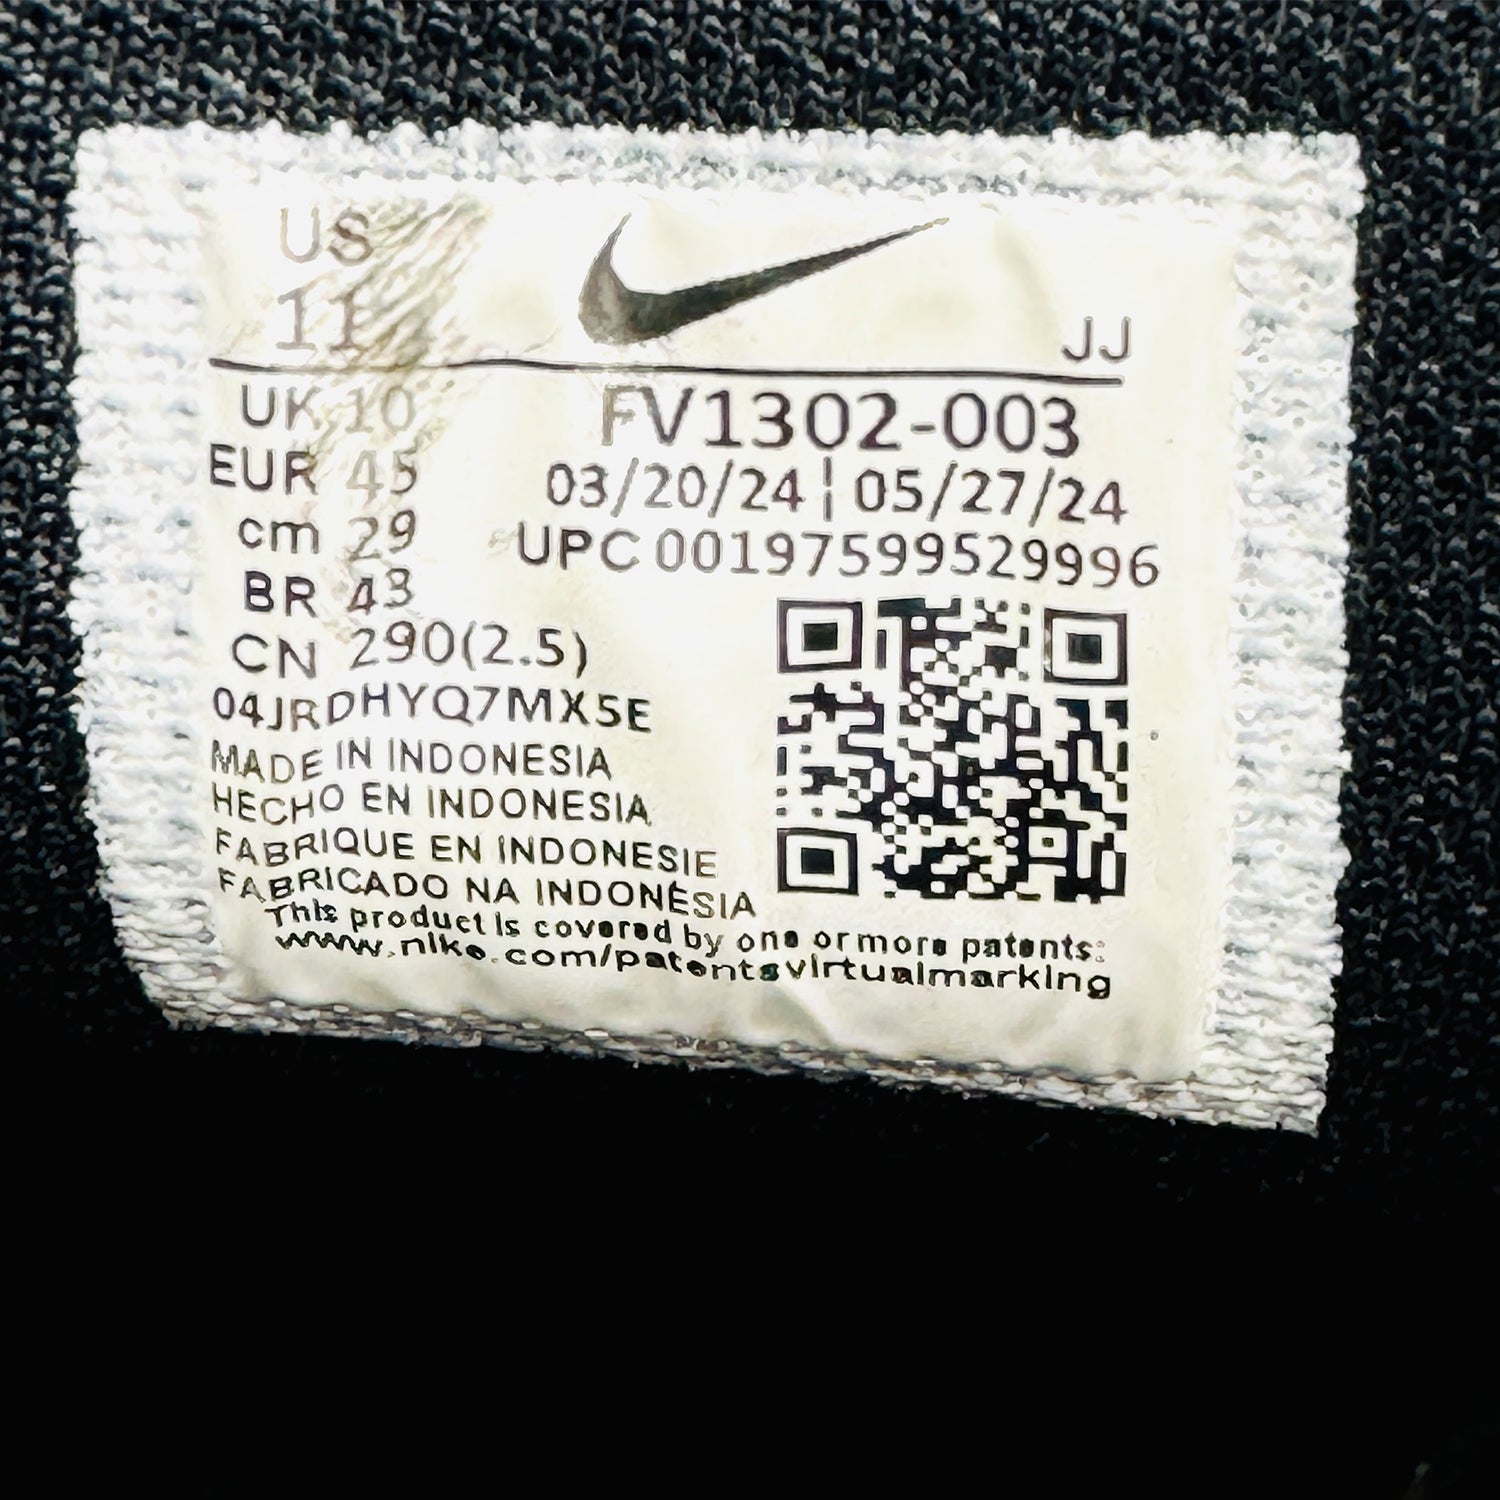 US
11
JJ
UK 10
EUR 45
cm 29
BR 43
CN 290(2.5)
FV1302-003
03/20/24 ¦ 05/27/24
UPC 00197599529996
04JRDHYQ7MX5E
MADE IN INDONESIA
HECHO EN INDONESIA
FABRIQUE EN INDONESIE
FABRICADO NA INDONÉSIA
This product is covered by one or more patents:
www.nike.com/patentsvirtualmarking